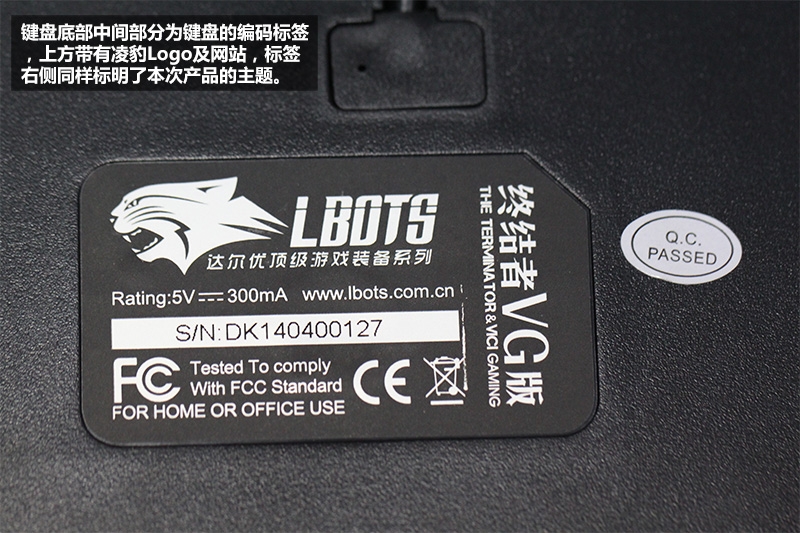 键盘底部中间部分为键盘的编码标签
，上方带有凌豹Logo及网站，标签
右侧同样标明了本次产品的主题。
LBOTS
达尔优顶级游戏装备系列
Rating:5V⎓300mA www.lbots.com.cn
S/N:DK140400127
FC Tested To comply
With FCC Standard
FOR HOME OR OFFICE USE
CE
终结者VG版
THE TERMINATOR&VICI GAMING
Q.C.
PASSED